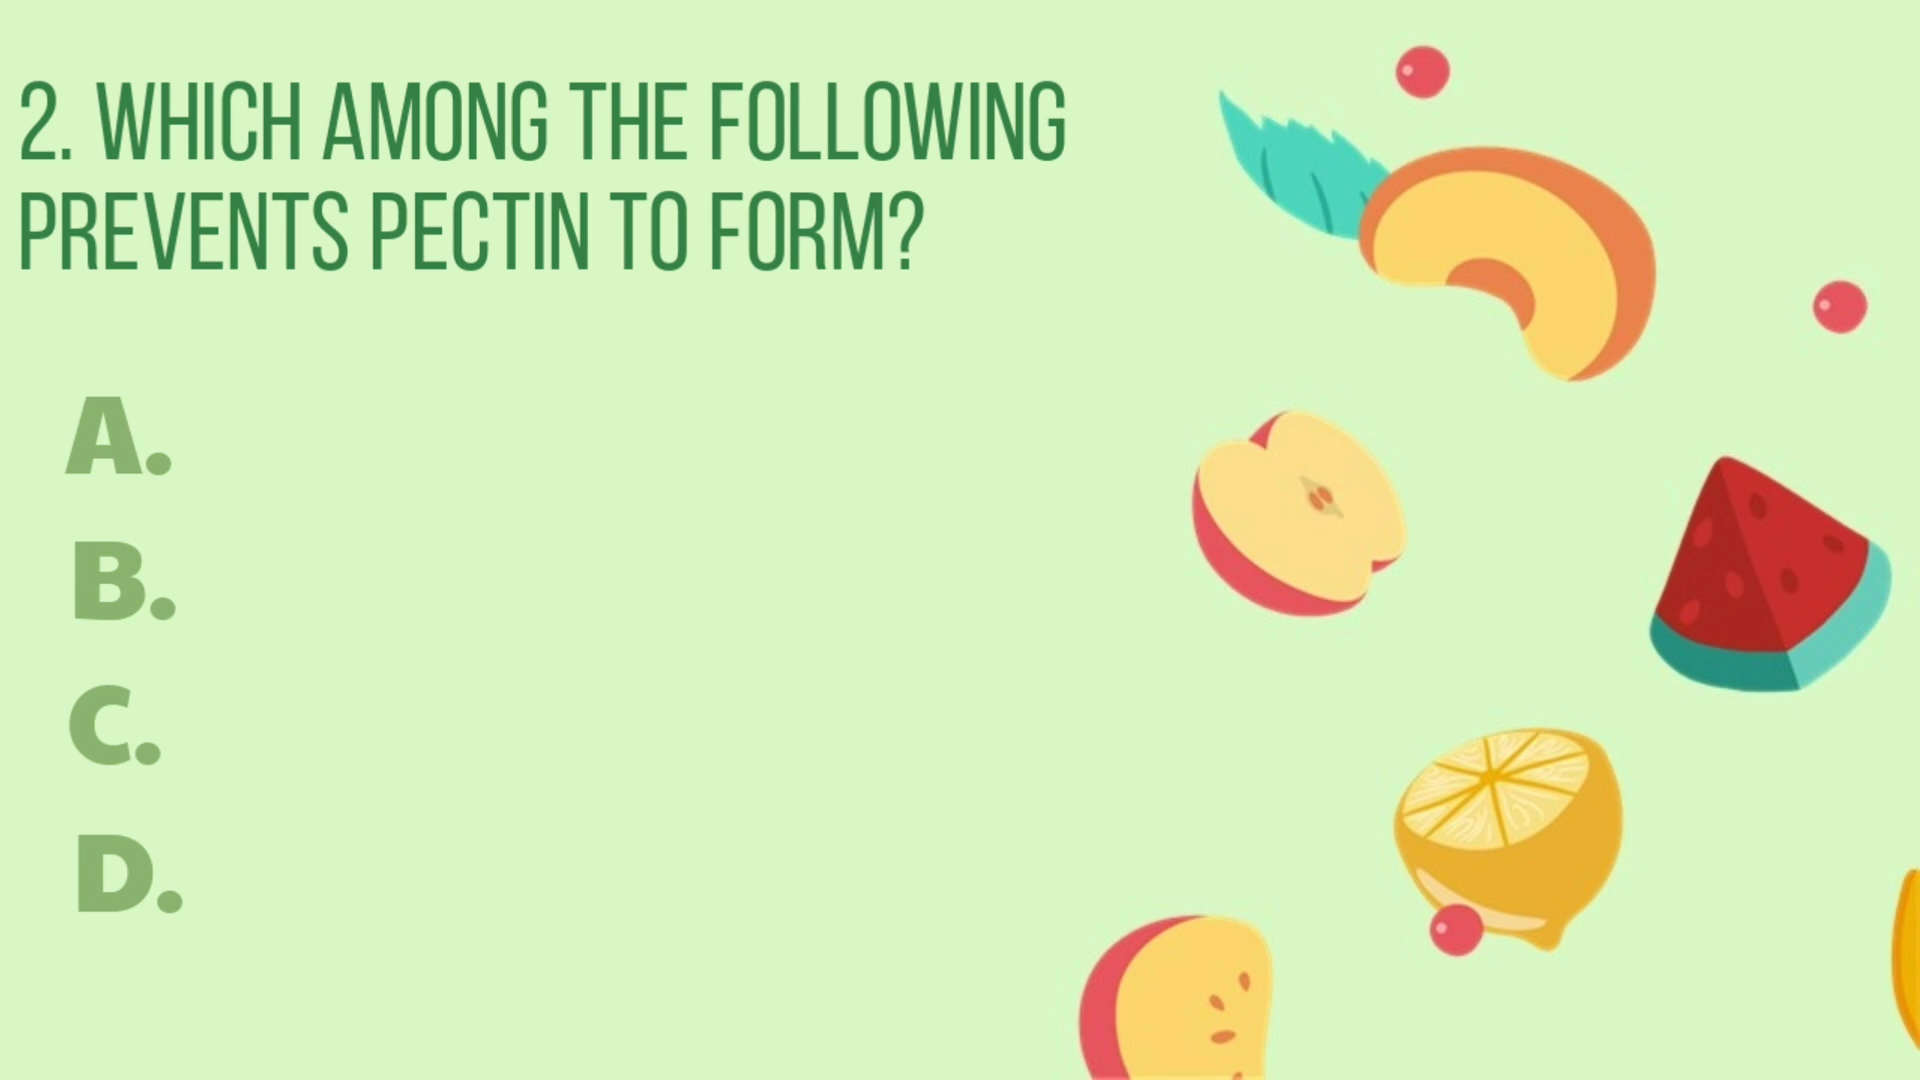 2. WHICH AMONG THE FOLLOWING
PREVENTS PECTIN TO FORM?
A.
B.
C.
D.